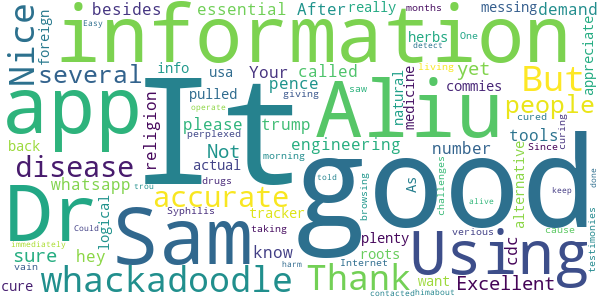 Nice foreign besides essential After really months messing demand
information Easy
herbs One appreciate
several info usa Your called yet living detect
app It Aliu But
pulled pence giving saw natural medicine people
disease religion please trump engineering cured
operate Not tools curing
back perplexed actual number Since
Dr Sam accurate good Using
whatsapp morning told As alternative challenges
logical tracker drugs browsing cdc done
sure hey Syphilis taking plenty cause testimonies
immediately Could trou know roots want keep
whackadoodle Thank Excellent
cure vain harm Internet contacted himabout verious alive
commies